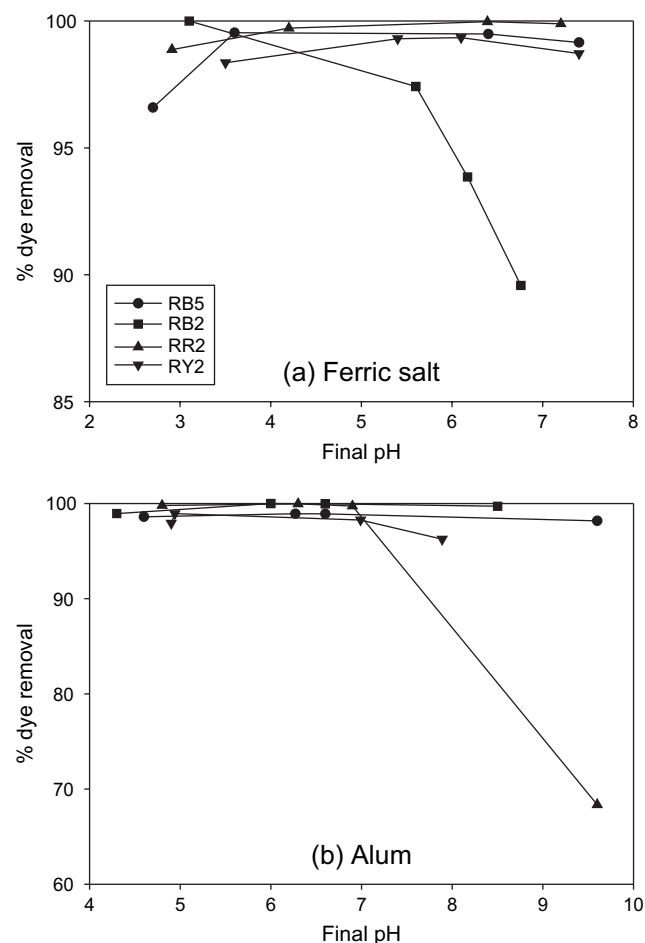 100
95
90
85
% dye removal
RB5
RB2
RR2
RY2
(a) Ferric salt
2 3 4 5 6 7 8
Final pH
100
90
80
70
60
% dye removal
(b) Alum
4 5 6 7 8 9 10
Final pH